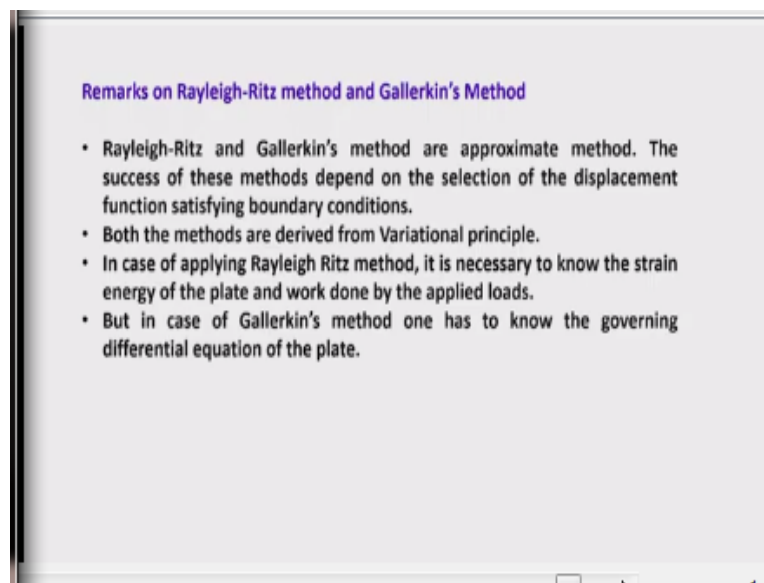 Remarks on Rayleigh-Ritz method and Gallerkin's Method
• Rayleigh-Ritz and Gallerkin's method are approximate method. The
success of these methods depend on the selection of the displacement
function satisfying boundary conditions.
• Both the methods are derived from Variational principle.
• In case of applying Rayleigh Ritz method, it is necessary to know the strain
energy of the plate and work done by the applied loads.
• But in case of Gallerkin's method one has to know the governing
differential equation of the plate.